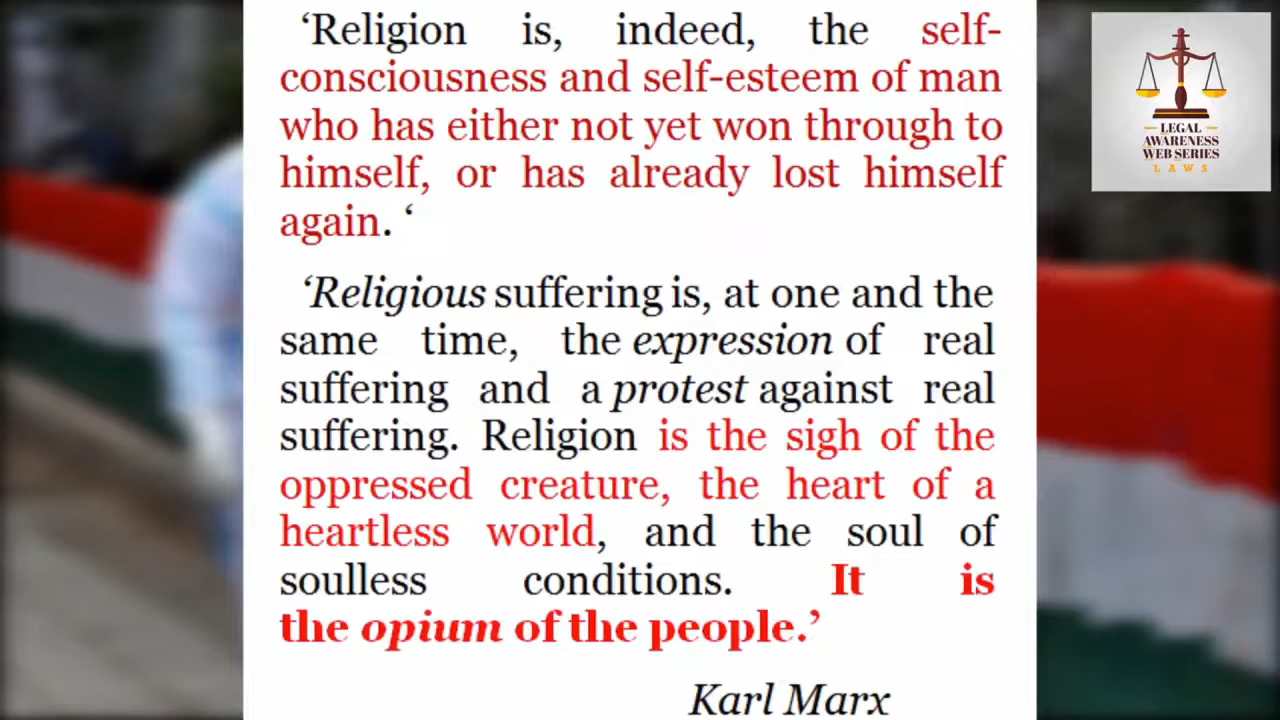 ‘Religion is, indeed, the self-
consciousness and self-esteem of man
who has either not yet won through to
himself, or has already lost himself
again. ‘
‘Religious suffering is, at one and the
same time, the expression of real
suffering and a protest against real
suffering. Religion is the sigh of the
oppressed creature, the heart of a
heartless world, and the soul of
soulless conditions. It is
the opium of the people.’
Karl Marx
LEGAL
AWARENESS
WEB SERIES
LAWS